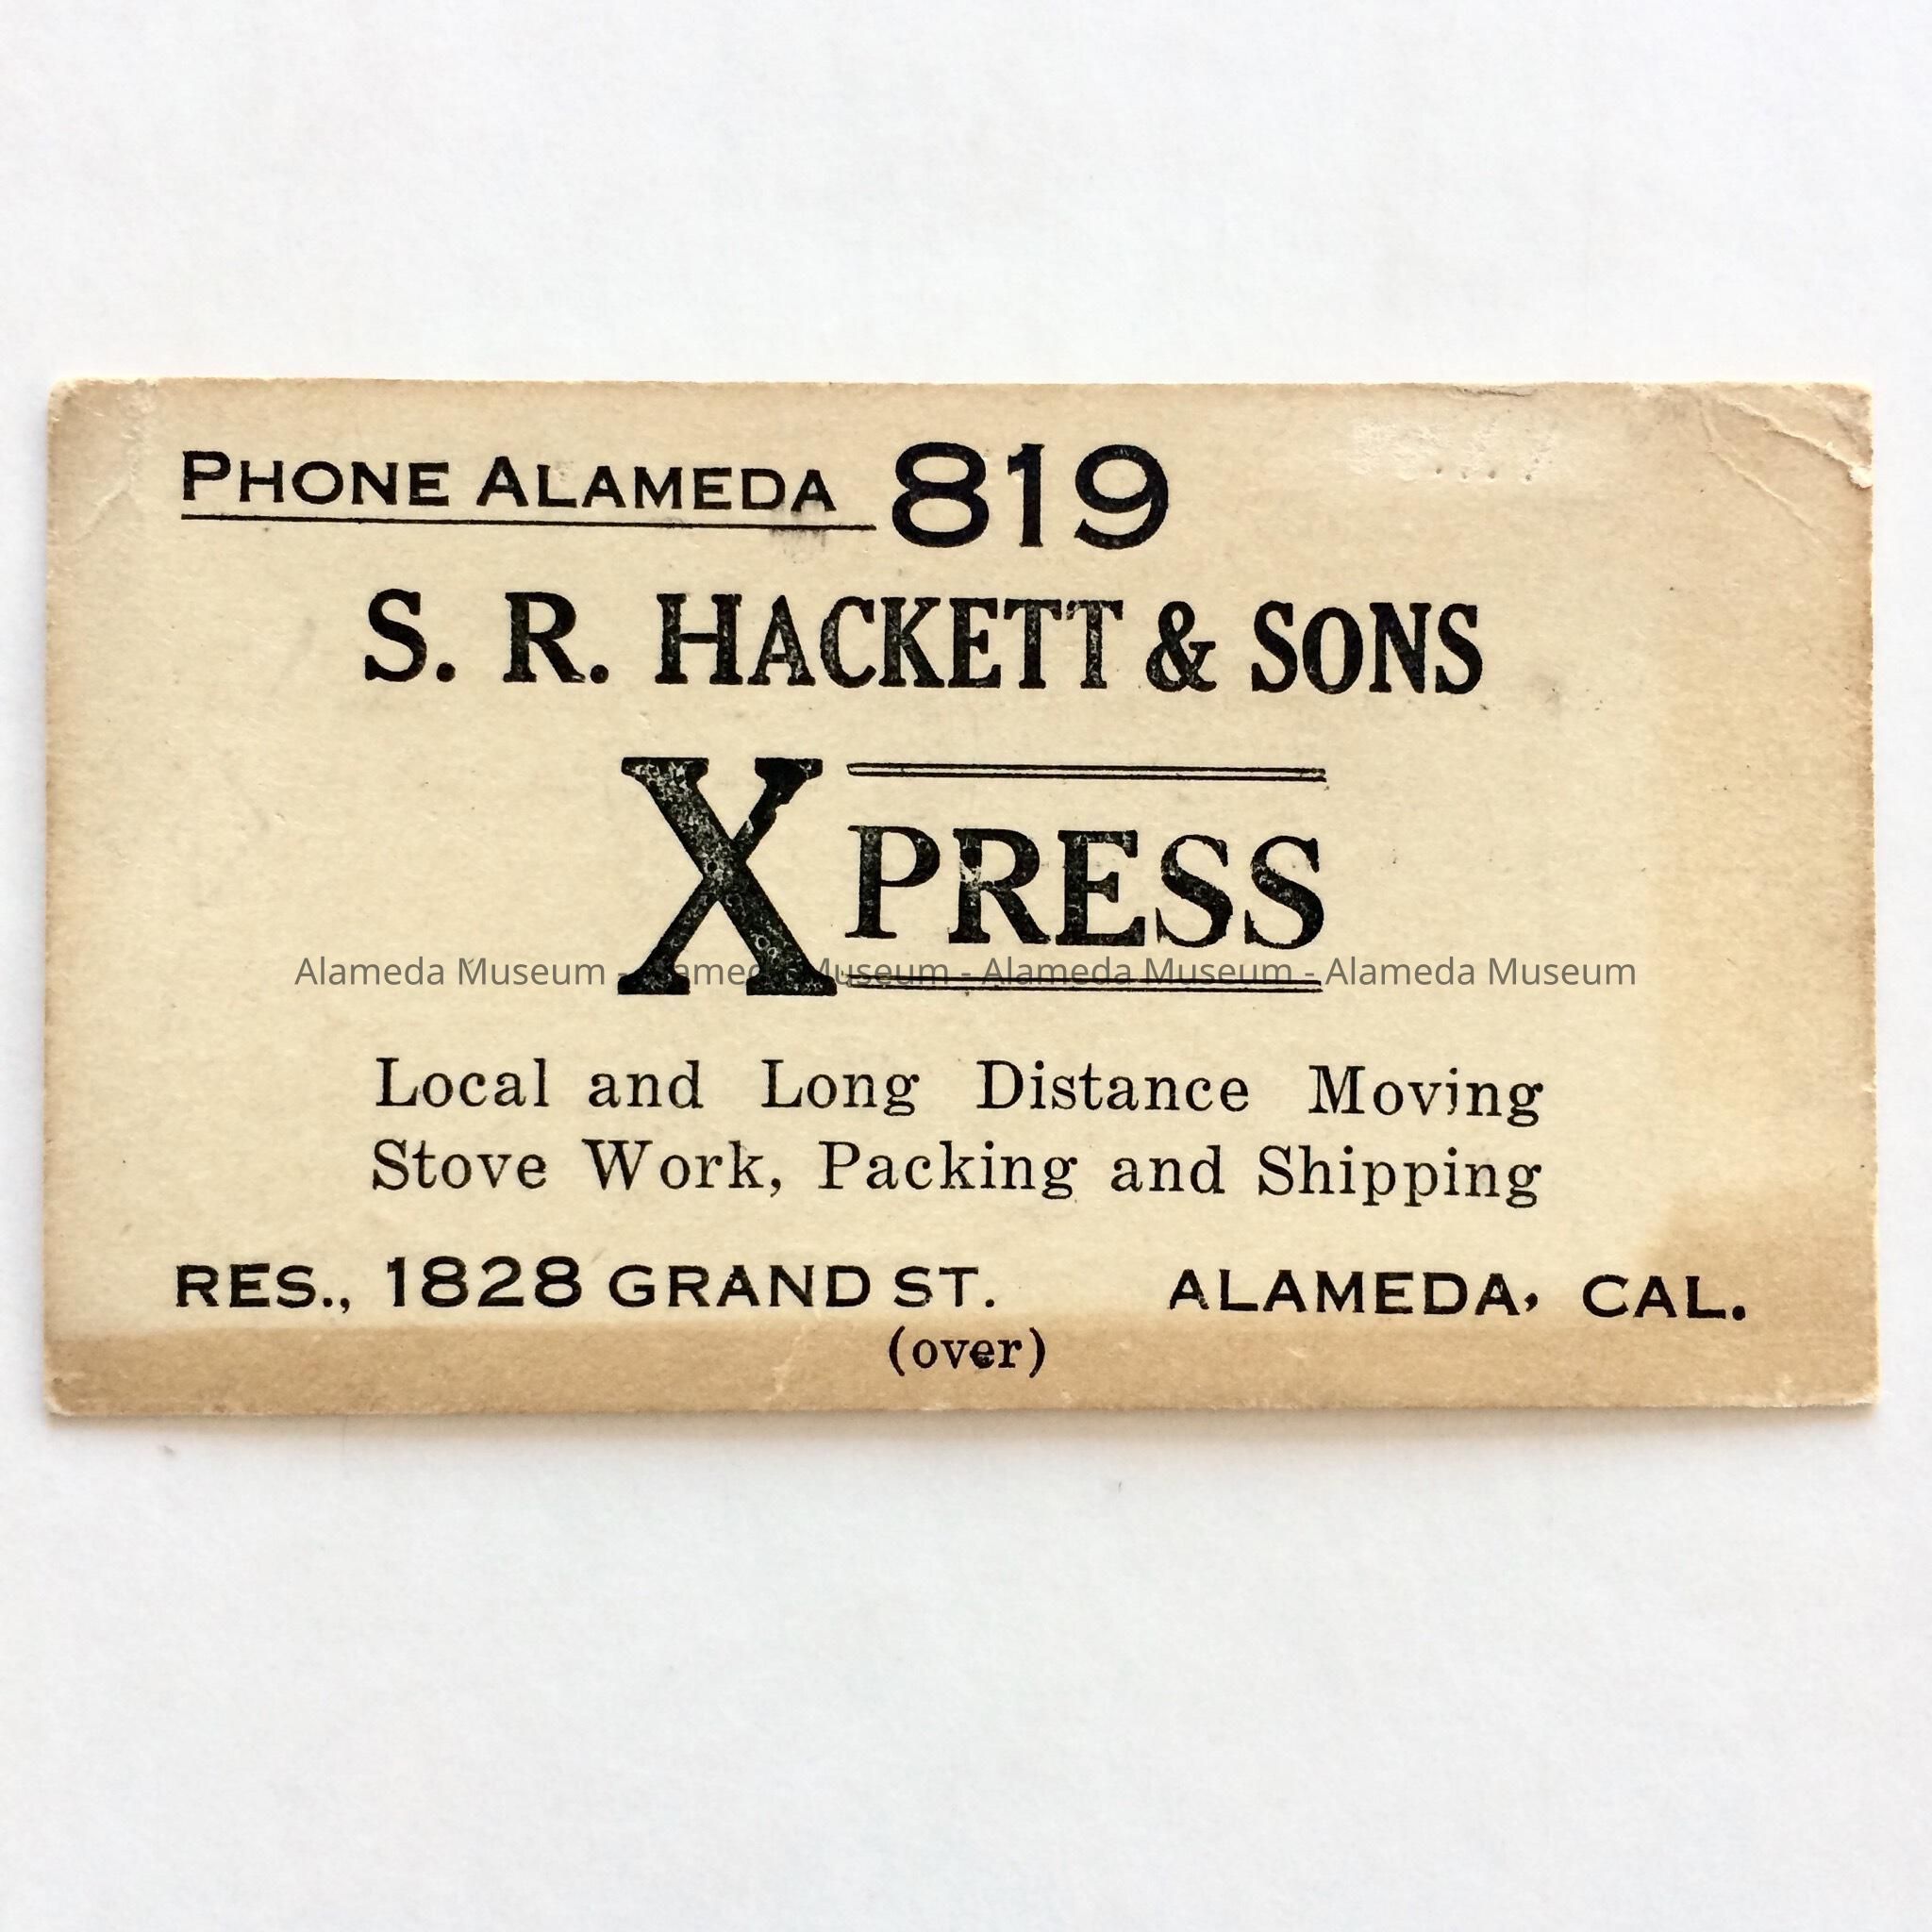 PHONE ALAMEDA 819
S. R. HACKETT & SONS
XPRESS
Alameda Museum - Alameda Museum - Alameda Museum - Alameda Museum
Local and Long Distance Moving
Stove Work, Packing and Shipping
RES., 1828 GRAND ST. ALAMEDA, CAL.
(over)